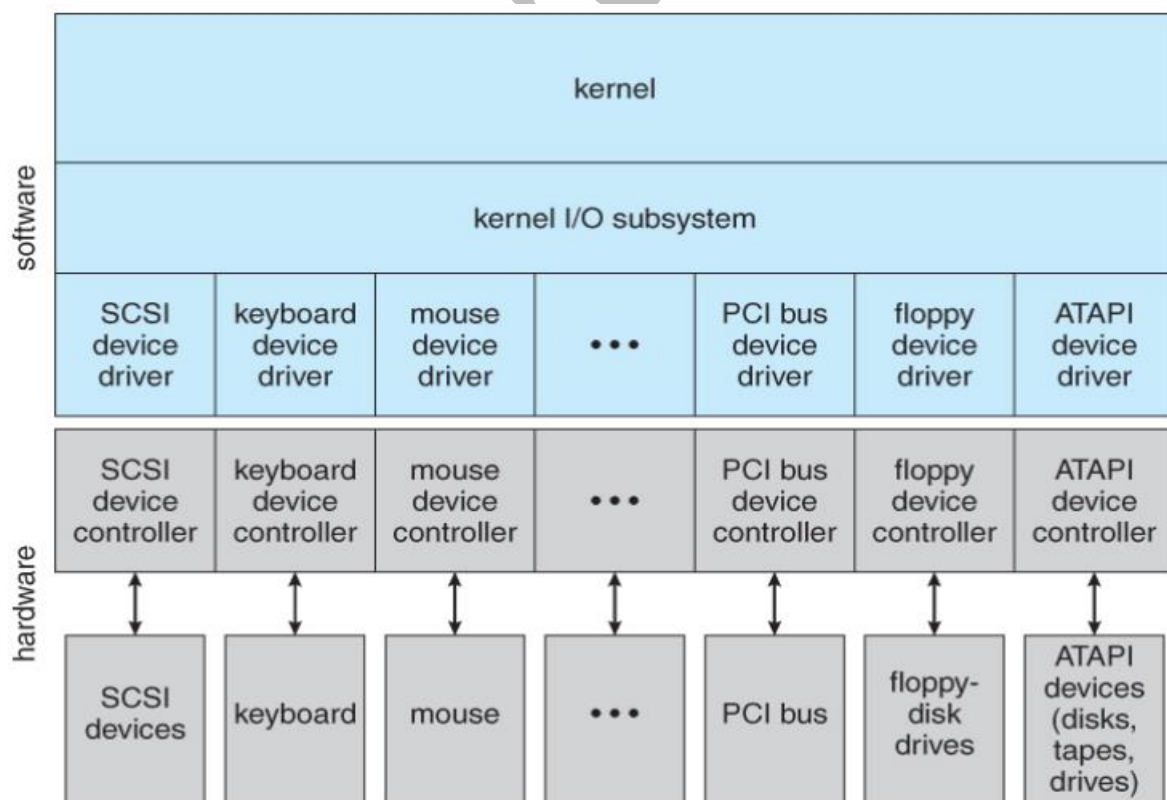 software
kernel
kernel I/O subsystem
SCSI
device
driver
keyboard
device
driver
mouse
device
driver
•••
PCI bus
device
driver
floppy
device
driver
ATAPI
device
driver
hardware
SCSI
device
controller
keyboard
device
controller
mouse
device
controller
•••
PCI bus
device
controller
floppy
device
controller
ATAPI
device
controller
SCSI
devices
keyboard
mouse
•••
PCI bus
floppy-
disk
drives
ATAPI
devices
(disks,
tapes,
drives)